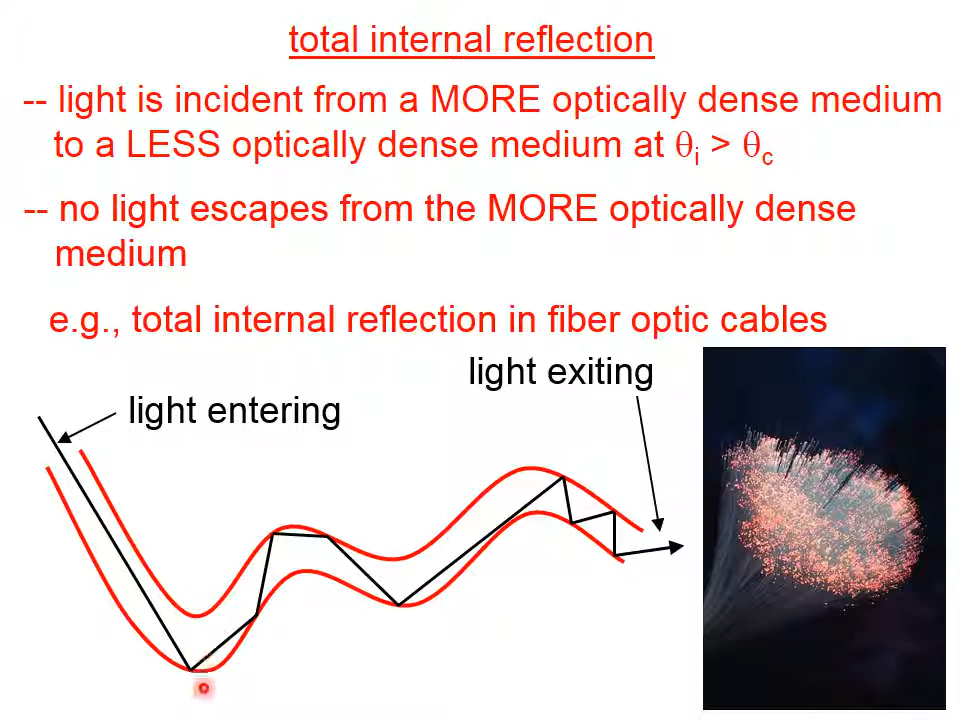 total internal reflection
-- light is incident from a MORE optically dense medium
to a LESS optically dense medium at θi > θc
-- no light escapes from the MORE optically dense
medium
e.g., total internal reflection in fiber optic cables
light exiting
light entering